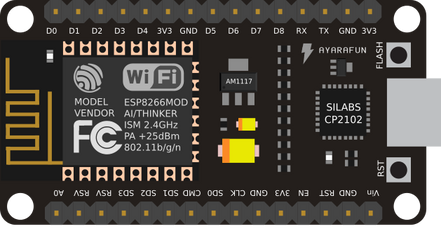 D0 D1 D2 D3 D4 3V3 GND D5 D6 D7 D8 RX TX GND 3V3
AYARAFUN
FLASH
Wi Fi
MODEL
VENDOR
ESP8266MOD
AI/THINKER
ISM 2.4GHz
PA +25dBm
802.11b/g/n
FC
AM1117
SILABS
CP2102
RST
A0 RSV RSV SD3 SD2 SD1 CMD SD0 CLK GND 3V3 EN RST GND Vin